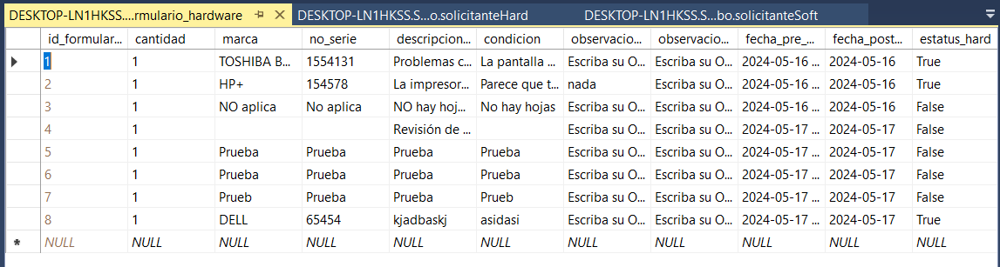 DESKTOP-LN1HKSS....rmulario_hardware DESKTOP-LN1HKSS.S...o.solicitanteHard DESKTOP-LN1HKSS.S...bo.solicitanteSoft
id_formular... cantidad marca no_serie descripcion... condicion observacio... observacio... fecha_pre_... fecha_post... estatus_hard
1 1 TOSHIBA B... 1554131 Problemas c... La pantalla ... Escriba su O... Escriba su O... 2024-05-16 ... 2024-05-16 True
2 1 HP+ 154578 La impresor... Parece que t... nada Escriba su O... 2024-05-16 ... 2024-05-16 True
3 1 NO aplica No aplica NO hay hoj... No hay hojas Escriba su O... Escriba su O... 2024-05-16 ... 2024-05-16 False
4 1 Revisión de ... Escriba su O... Escriba su O... 2024-05-17 ... 2024-05-17 False
5 1 Prueba Prueba Prueba Prueba Escriba su O... Escriba su O... 2024-05-17 ... 2024-05-17 False
6 1 Prueba Prueba Prueba Prueba Escriba su O... Escriba su O... 2024-05-17 ... 2024-05-17 False
7 1 Prueb Prueba Prueba Prueb Escriba su O... Escriba su O... 2024-05-17 ... 2024-05-17 False
8 1 DELL 65454 kjadbaskj asidasi Escriba su O... Escriba su O... 2024-05-17 ... 2024-05-17 True
NULL NULL NULL NULL NULL NULL NULL NULL NULL NULL NULL